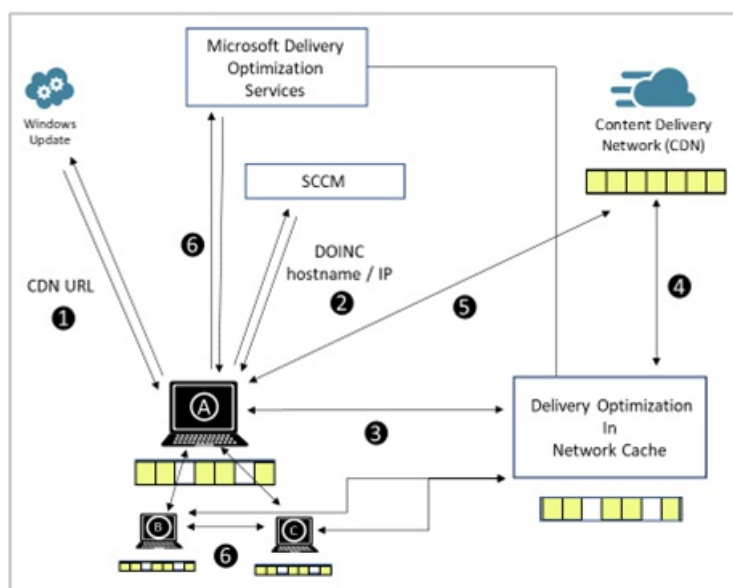 Microsoft Delivery
Optimization
Services
Windows
Update
Content Delivery
Network (CDN)
SCCM
6
DOINC
hostname / IP
2
CDN URL
1
5
4
A
3
Delivery Optimization
In
Network Cache
B
C
6